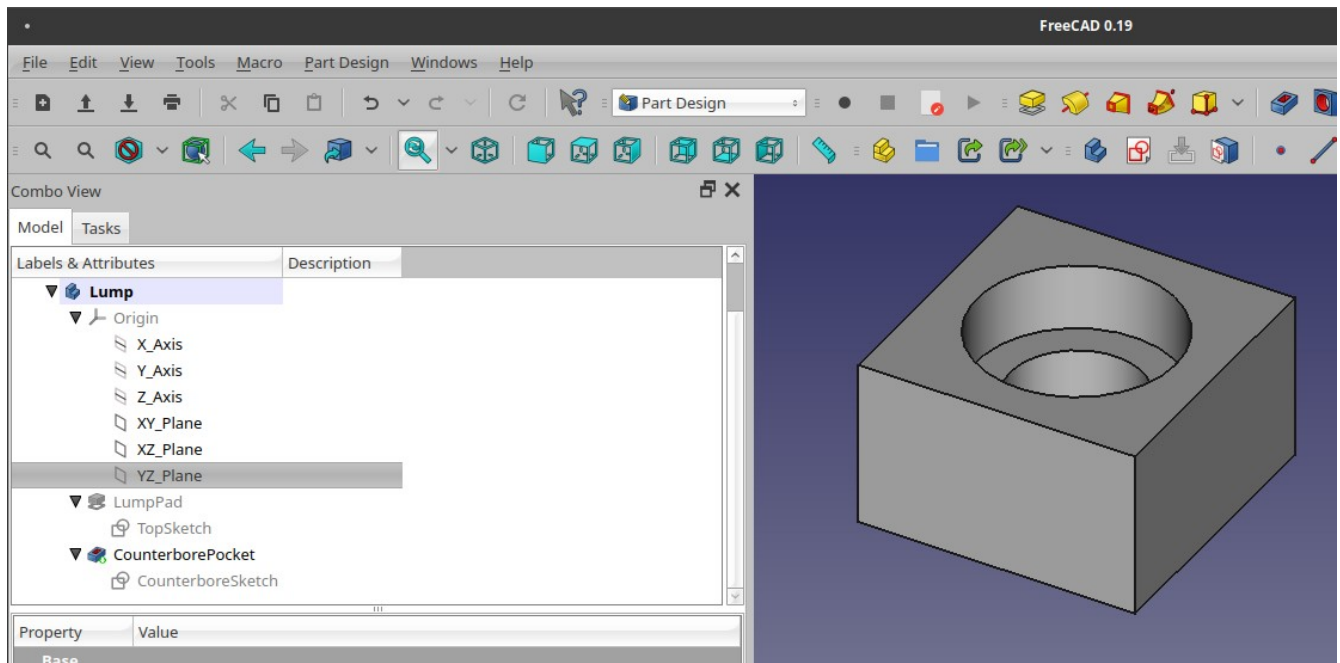 FreeCAD 0.19
File Edit View Tools Macro Part Design Windows Help
Part Design
Combo View
Model Tasks
Labels & Attributes Description
Lump
Origin
X_Axis
Y_Axis
Z_Axis
XY_Plane
XZ_Plane
YZ_Plane
LumpPad
TopSketch
CounterborePocket
CounterboreSketch
Property Value
Base